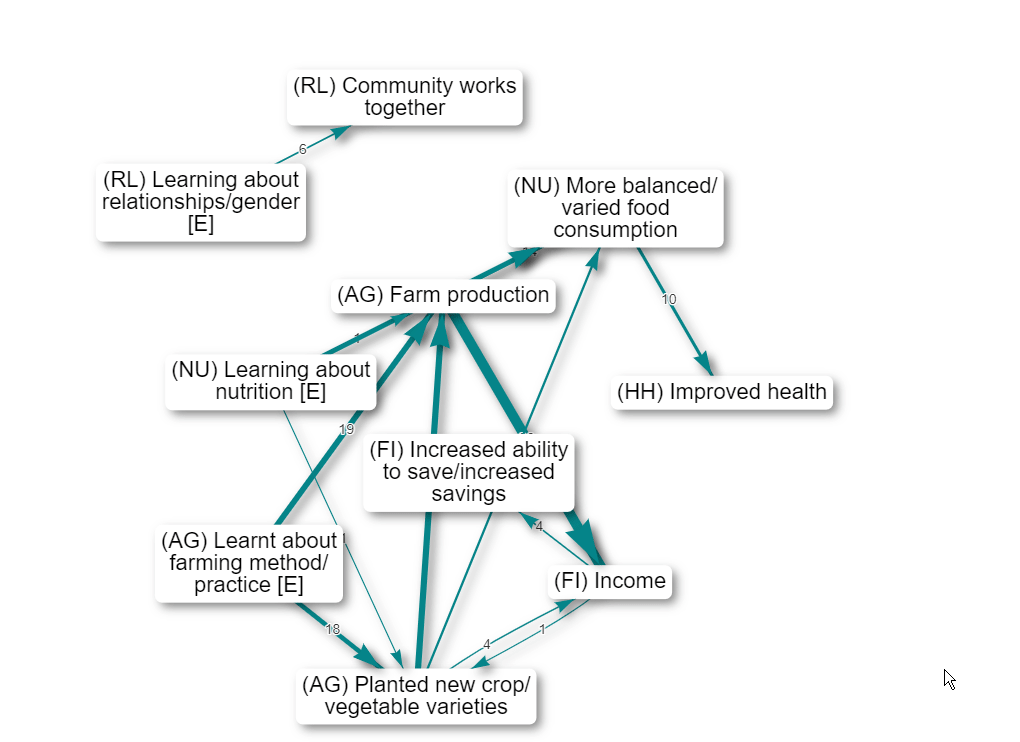 (RL) Community works
together
6
(RL) Learning about
relationships/gender
[E]
(NU) More balanced/
varied food
consumption
(AG) Farm production
10
(NU) Learning about
nutrition [E]
(HH) Improved health
19
(FI) Increased ability
to save/increased
savings
4
(AG) Learnt about
farming method/
practice [E]
(FI) Income
18
4
1
(AG) Planted new crop/
vegetable varieties